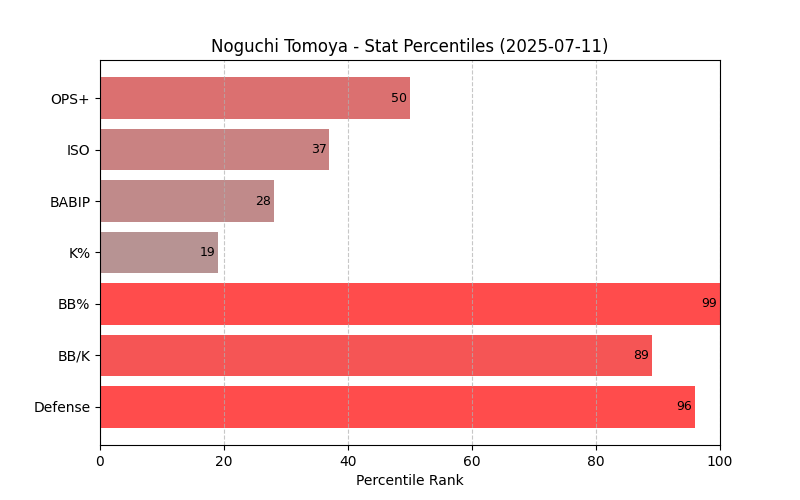 Noguchi Tomoya - Stat Percentiles (2025-07-11)
OPS+ 50
ISO 37
BABIP 28
K% 19
BB% 99
BB/K 89
Defense 96
0 20 40 60 80 100
Percentile Rank